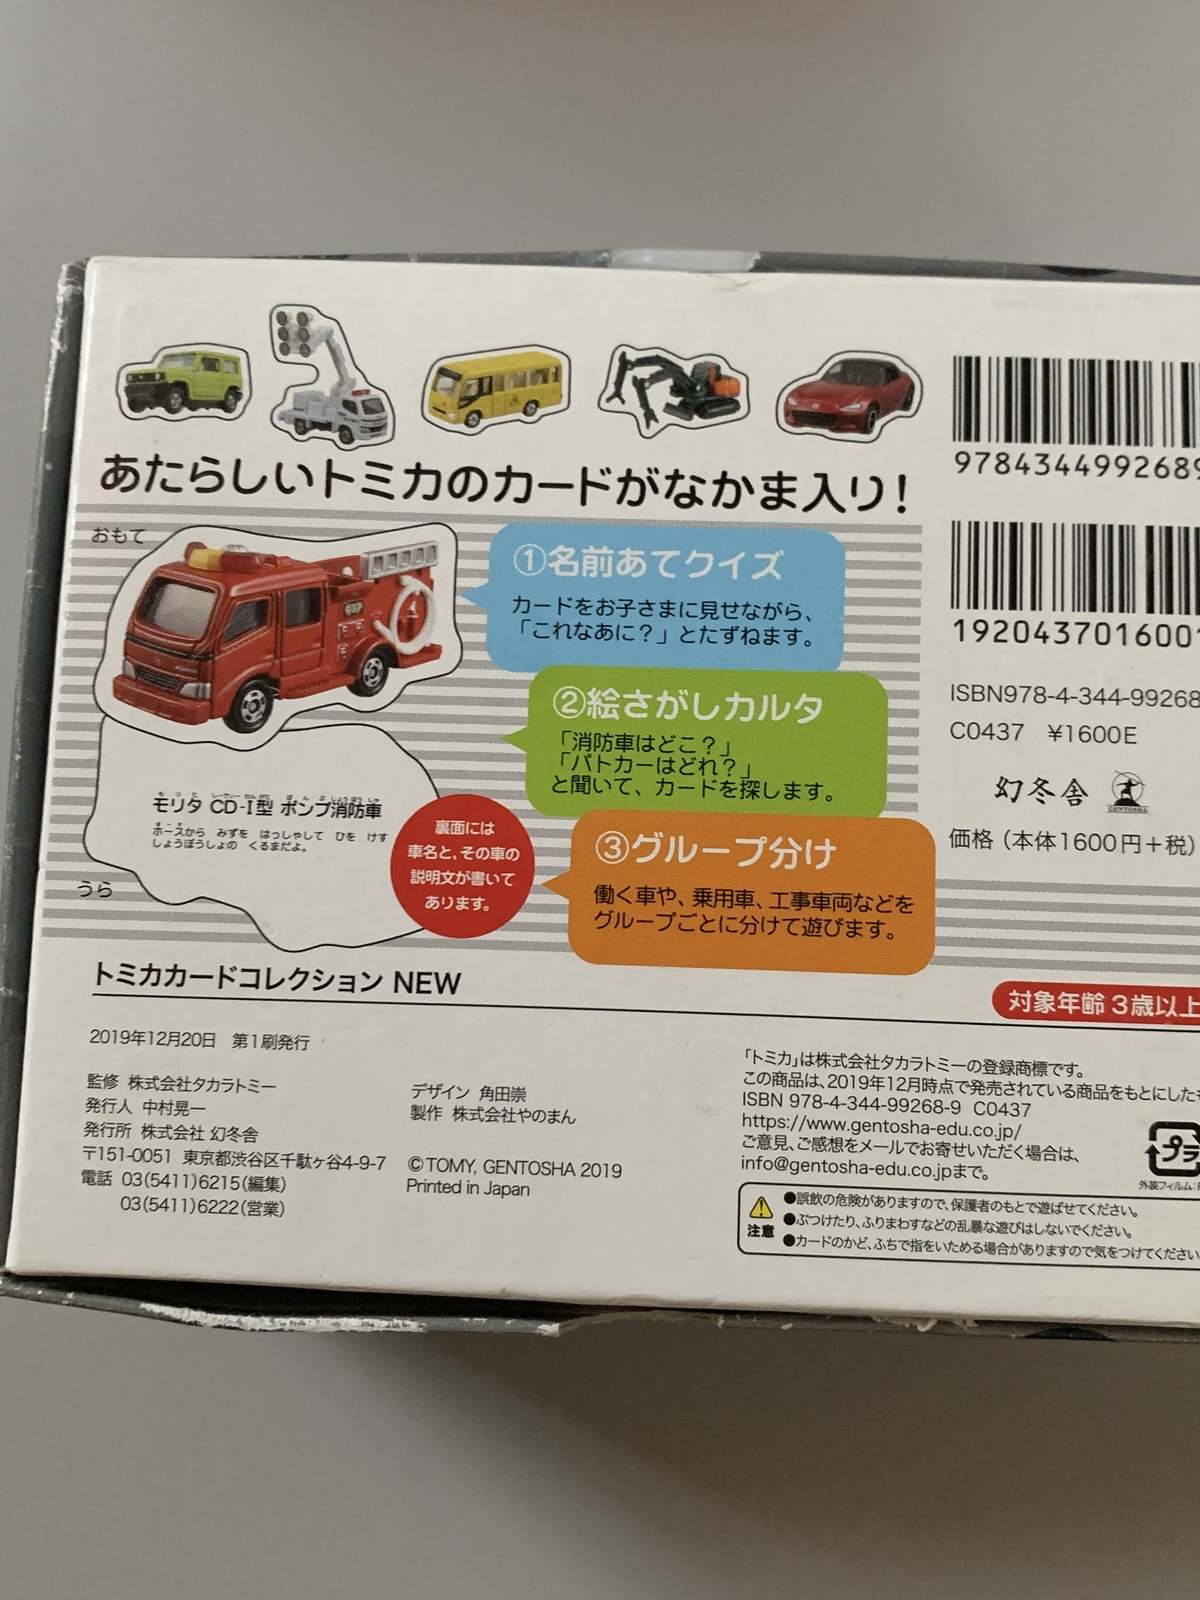 あたらしいトミカのカードがなかま入り!
おもて
①名前あてクイズ
カードをお子さまに見せながら、
「これなあに?」とたずねます。
②絵さがしカルタ
「消防車はどこ?」
「パトカーはどれ?」
と聞いて、カードを探します。
③グループ分け
働く車や、乗用車、工事車両などを
グループごとに分けて遊びます。
モリタ CD-I型 ポンプ消防車
ホースから みずを はっしゃして ひを けす
しょうぼうしょの くるまだよ。
うら
裏面には
車名と、その車の
説明文が書いて
あります。
9784344992689
1920437016001
ISBN978-4-344-99268
C0437 ¥1600E
幻冬舎
GENTOSHA
価格(本体1600円+税)
トミカカードコレクション NEW
対象年齢 3歳以上
2019年12月20日 第1刷発行
監修 株式会社タカラトミー
発行人 中村晃一
発行所 株式会社 幻冬舎
〒151-0051 東京都渋谷区千駄ヶ谷4-9-7
電話 03(5411)6215(編集)
03(5411)6222(営業)
デザイン 角田崇
製作 株式会社やのまん
©TOMY, GENTOSHA 2019
Printed in Japan
「トミカ」は株式会社タカラトミーの登録商標です。
この商品は、2019年12月時点で発売されている商品をもとにした
ISBN 978-4-344-99268-9 C0437
https://www.gentosha-edu.co.jp/
ご意見、ご感想をメールでお寄せいただく場合は、
info@gentosha-edu.co.jpまで。
プラ
外装フィルム:
注意
●誤飲の危険がありますので、保護者のもとで遊ばせてください。
●ぶつけたり、ふりまわすなどの乱暴な遊びはしないでください。
●カードのかど、ふちで指をいためる場合がありますので気をつけてください